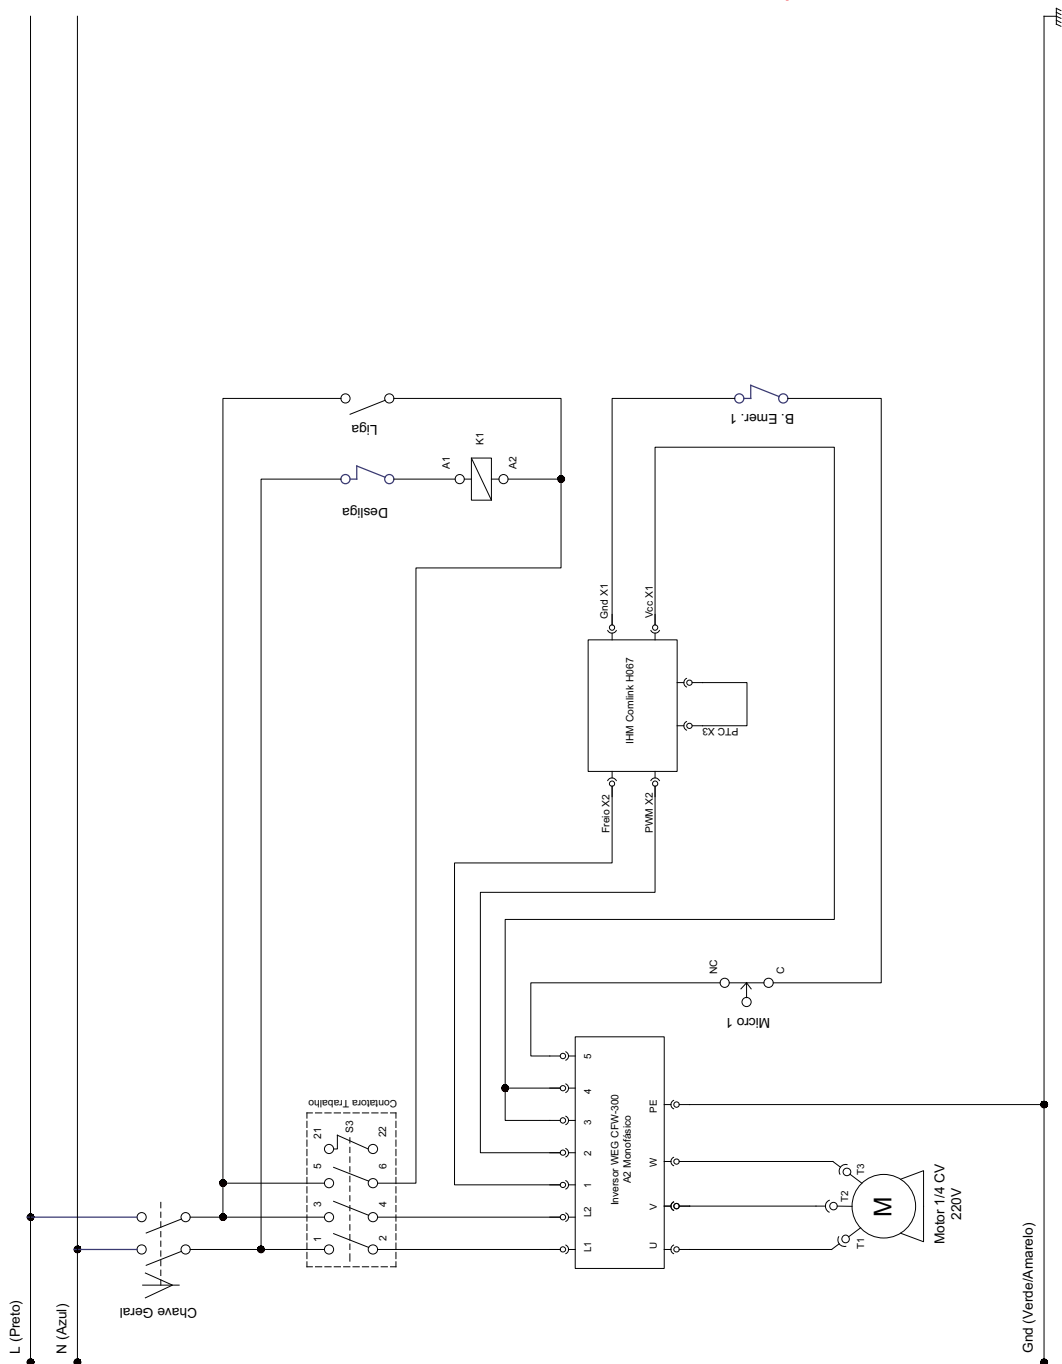 L (Preto)
N (Azul)
Chave Geral
Liga
Desliga
A1
K1
A2
Gnd X1
Vcc X1
IHM Comlink H067
PTC X3
Freio X2
PWM X2
B. Emer. 1
NC
C
Micro 1
Contatora Trabalho
S3
21
22
5
6
3
4
1
2
Inversor WEG CFW-300
A2 Monofásico
5
4
3
2
1
L2
L1
PE
W
V
U
T3
T2
T1
M
Motor 1/4 CV
220V
Gnd (Verde/Amarelo)